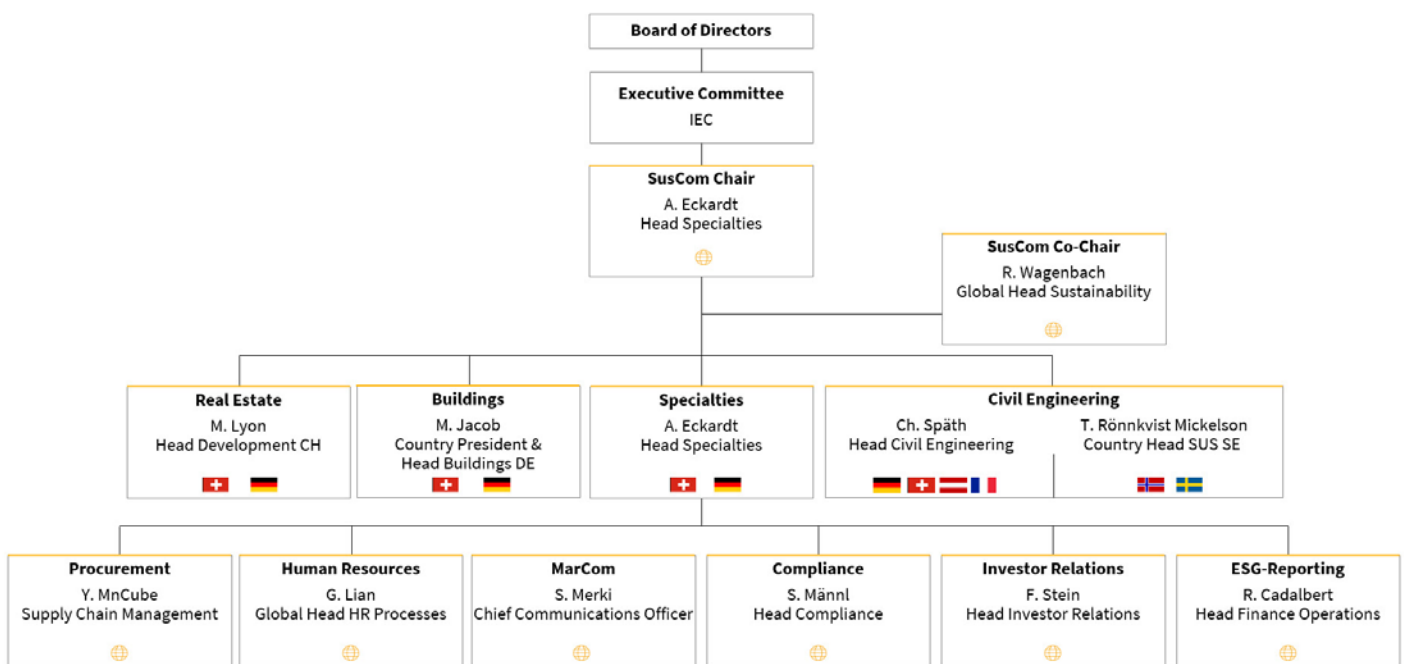 Board of Directors
Executive Committee
IEC
SusCom Chair
A. Eckardt
Head Specialties
SusCom Co-Chair
R. Wagenbach
Global Head Sustainability
Real Estate
M. Lyon
Head Development CH
Buildings
M. Jacob
Country President &
Head Buildings DE
Specialties
A. Eckardt
Head Specialties
Civil Engineering
Ch. Späth
Head Civil Engineering
T. Rönnkvist Mickelson
Country Head SUS SE
Procurement
Y. MnCube
Supply Chain Management
Human Resources
G. Lian
Global Head HR Processes
MarCom
S. Merki
Chief Communications Officer
Compliance
S. Männl
Head Compliance
Investor Relations
F. Stein
Head Investor Relations
ESG-Reporting
R. Cadalbert
Head Finance Operations